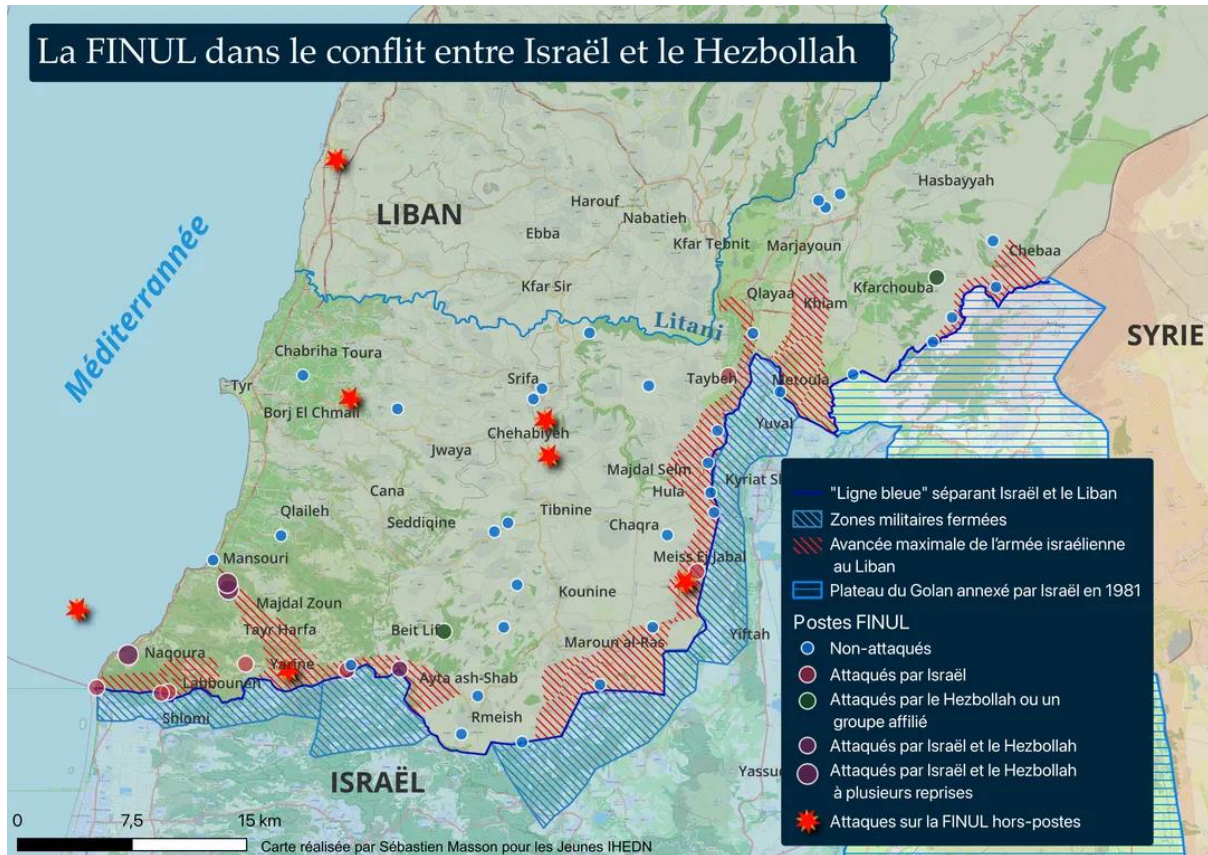 La FINUL dans le conflit entre Israël et le Hezbollah
Hasbayyah
Harouf
LIBAN
Nabatieh
Ebba
Kfar Tebnit
Marjayoun
Chebaa
Méditerrannée
Kfarchouba
Kfar Sir
Qlayaa
Khiam
Litani
SYRIE
Chabriha
Toura
Tyr
Srifa
Taybeh
Metoula
Borj El Chmali
Yuval
Chehabiyeh
Jwaya
Majdal Selm
Kyriat
Hula
Cana
Qlaileh
Seddiqine
Tibnine
Chaqra
Mansouri
Meiss El Jabal
Kounine
Majdal Zoun
Tayr Harfa
Beit Lif
Maroun al-Ras
Yiftah
Naqoura
Yarine
Labbouneh
Ayta ash-Shab
Shlomi
Rmeish
ISRAËL
"Ligne bleue" séparant Israël et le Liban
Zones militaires fermées
Avancée maximale de l'armée israélienne
au Liban
Plateau du Golan annexé par Israël en 1981
Postes FINUL
Non-attaqués
Attaqués par Israël
Attaqués par le Hezbollah ou un
groupe affilié
Attaqués par Israël et le Hezbollah
Attaqués par Israël et le Hezbollah
à plusieurs reprises
Attaques sur la FINUL hors-postes
0 7,5 15 km
Carte réalisée par Sébastien Masson pour les Jeunes IHEDN